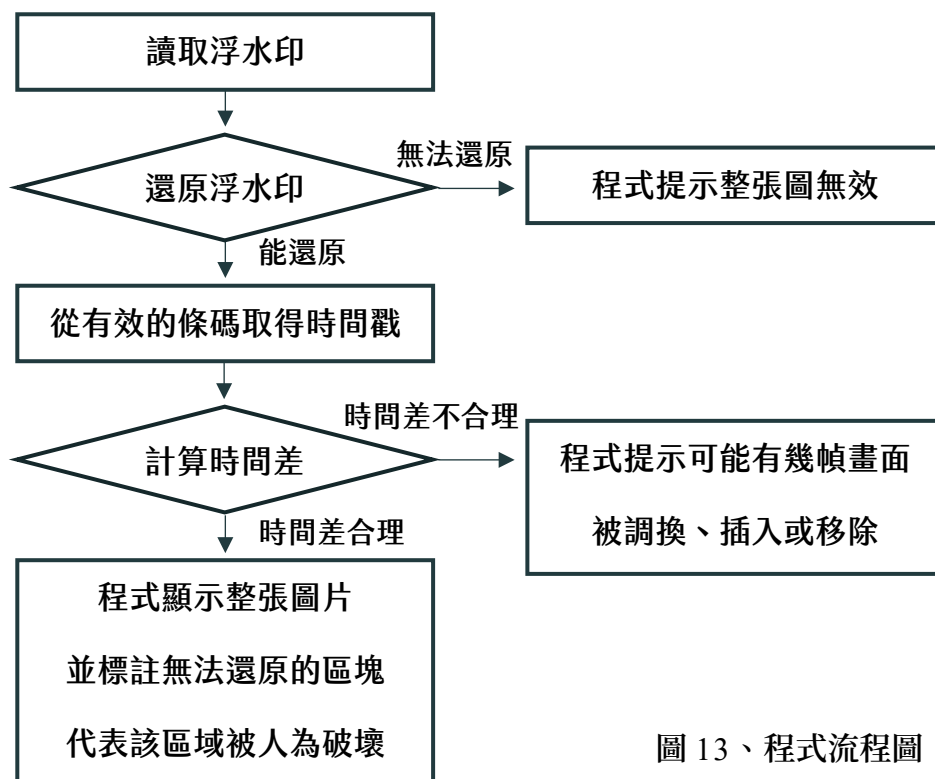 讀取浮水印
還原浮水印
無法還原
程式提示整張圖無效
能還原
從有效的條碼取得時間戳
計算時間差
時間差不合理
程式提示可能有幾幀畫面
被調換、插入或移除
時間差合理
程式顯示整張圖片
並標註無法還原的區塊
代表該區域被人為破壞
圖 13、程式流程圖